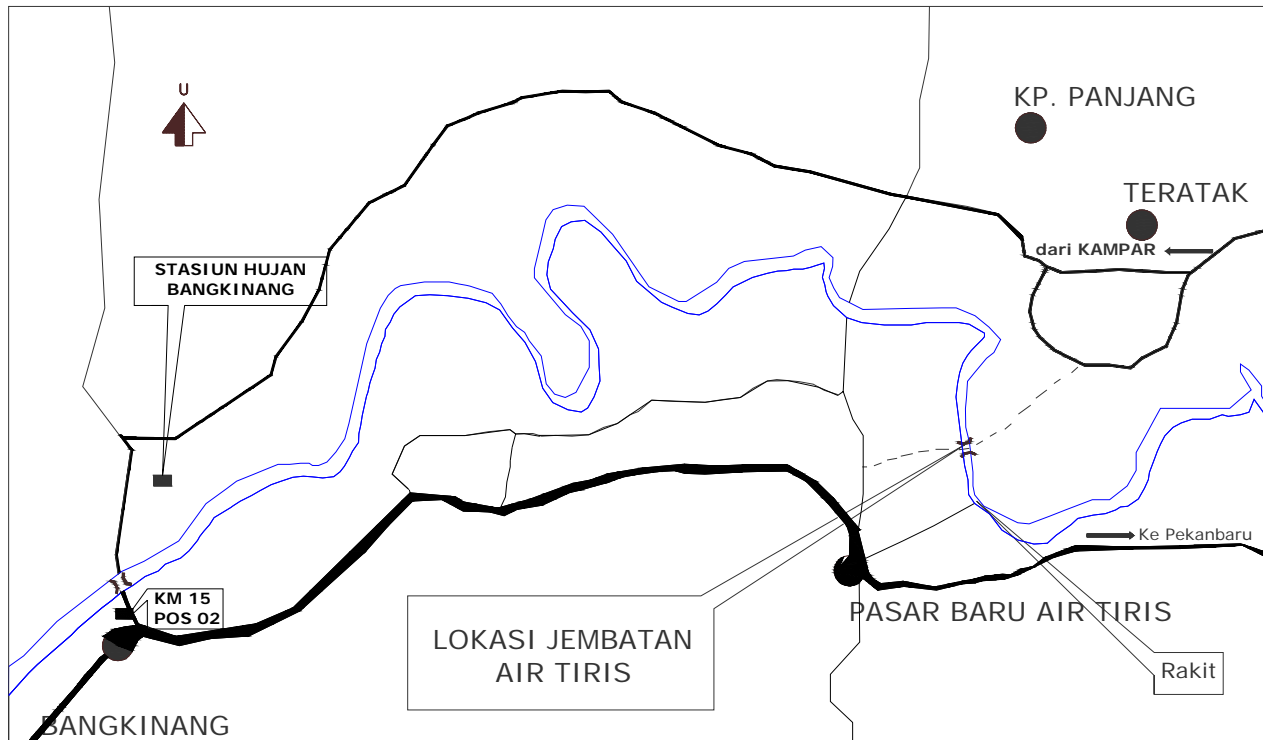 U
KP. PANJANG
TERATAK
dari KAMPAR
STASIUN HUJAN
BANGKINANG
Ke Pekanbaru
KM 15
POS 02
PASAR BARU AIR TIRIS
LOKASI JEMBATAN
AIR TIRIS
Rakit
BANGKINANG